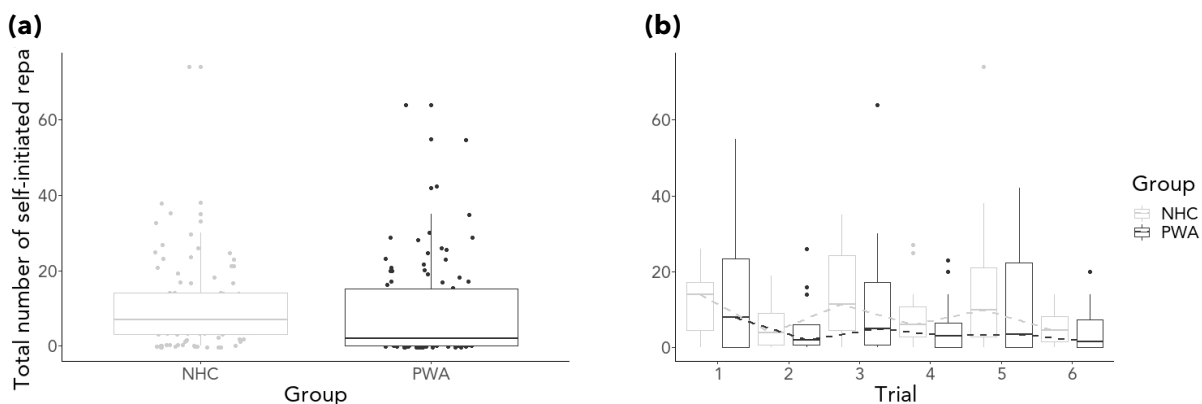 (a)
Total number of self-initiated repa
60
40
20
0
NHC
PWA
Group
(b)
60
40
20
0
1
2
3
4
5
6
Trial
Group
NHC
PWA